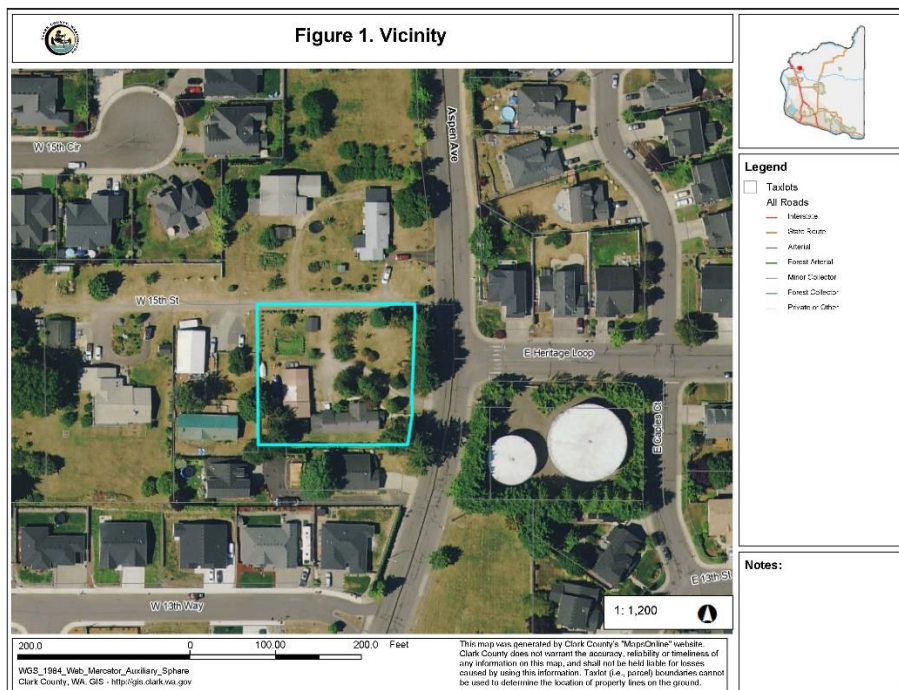 CLARK COUNTY, WASHINGTON
Figure 1. Vicinity
Legend
Taxlots
All Roads
Interstate
State Route
Arterial
Forest Arterial
Minor Collector
Forest Collector
Private or Other
Notes:
W 15th Cir
Aspen Ave
W 15th St
E Heritage Loop
E Caples Ct
E 13th St
W 13th Way
1: 1,200
200.0 0 100.00 200.0 Feet
WGS_1984_Web_Mercator_Auxiliary_Sphere
Clark County, WA. GIS - http://gis.clark.wa.gov
This map was generated by Clark County's "MapsOnline" website.
Clark County does not warrant the accuracy, reliability or timeliness of
any information on this map, and shall not be held liable for losses
caused by using this information. Taxlot (i.e., parcel) boundaries cannot
be used to determine the location of property lines on the ground.